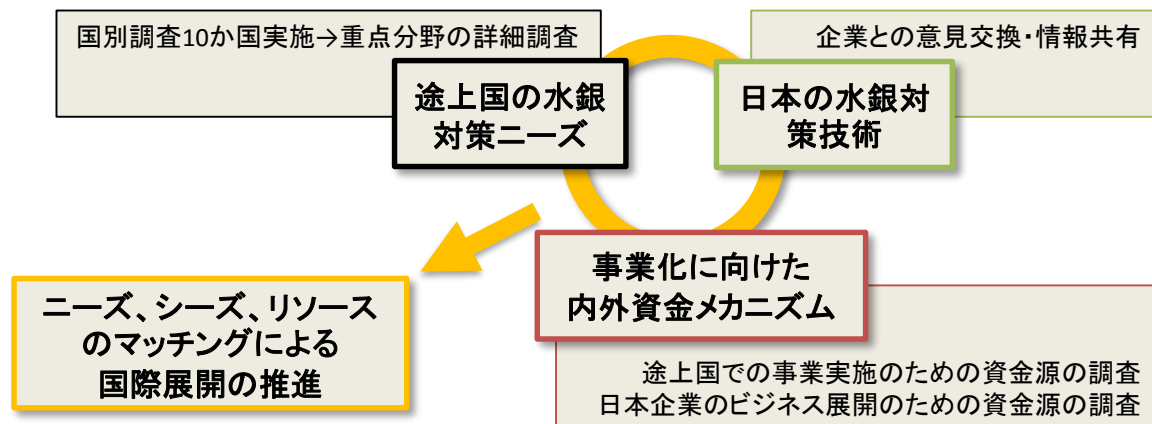 国別調査10か国実施→重点分野の詳細調査
途上国の水銀
対策ニーズ
企業との意見交換・情報共有
日本の水銀対
策技術
事業化に向けた
内外資金メカニズム
途上国での事業実施のための資金源の調査
日本企業のビジネス展開のための資金源の調査
ニーズ、シーズ、リソース
のマッチングによる
国際展開の推進